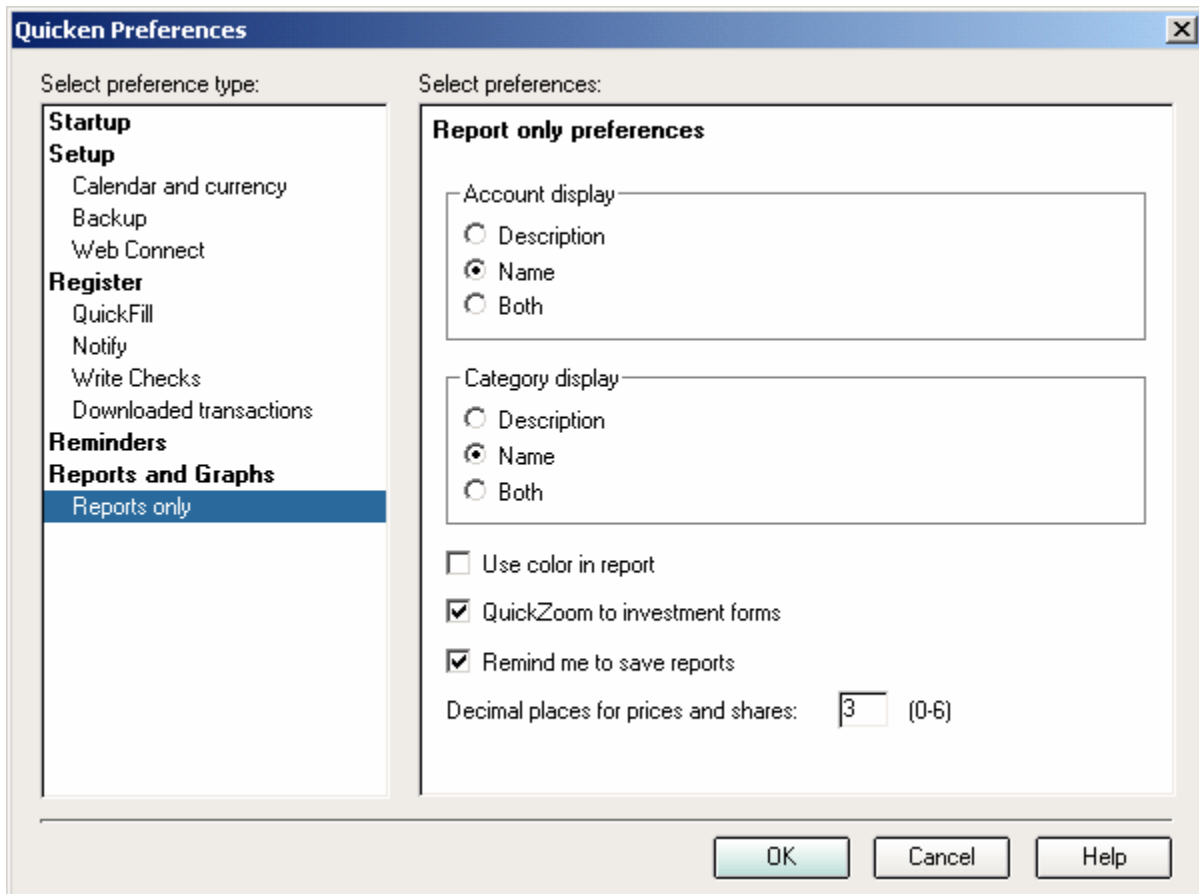 Quicken Preferences
Select preference type:
Startup
Setup
Calendar and currency
Backup
Web Connect
Register
QuickFill
Notify
Write Checks
Downloaded transactions
Reminders
Reports and Graphs
Reports only
Select preferences:
Report only preferences
Account display
Description
Name
Both
Category display
Description
Name
Both
Use color in report
QuickZoom to investment forms
Remind me to save reports
Decimal places for prices and shares: 3 (0-6)
OK Cancel Help